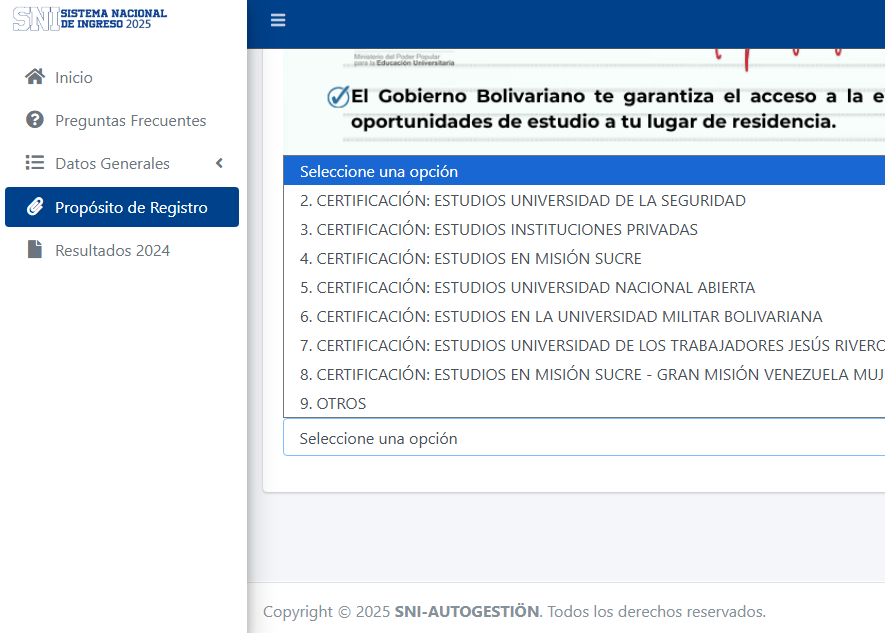 SNI SISTEMA NACIONAL
DE INGRESO 2025
Inicio
Preguntas Frecuentes
Datos Generales
Propósito de Registro
Resultados 2024
Ministerio del Poder Popular
para la Educación Universitaria
El Gobierno Bolivariano te garantiza el acceso a la e
oportunidades de estudio a tu lugar de residencia.
Seleccione una opción
2. CERTIFICACIÓN: ESTUDIOS UNIVERSIDAD DE LA SEGURIDAD
3. CERTIFICACIÓN: ESTUDIOS INSTITUCIONES PRIVADAS
4. CERTIFICACIÓN: ESTUDIOS EN MISIÓN SUCRE
5. CERTIFICACIÓN: ESTUDIOS UNIVERSIDAD NACIONAL ABIERTA
6. CERTIFICACIÓN: ESTUDIOS EN LA UNIVERSIDAD MILITAR BOLIVARIANA
7. CERTIFICACIÓN: ESTUDIOS UNIVERSIDAD DE LOS TRABAJADORES JESÚS RIVERO
8. CERTIFICACIÓN: ESTUDIOS EN MISIÓN SUCRE - GRAN MISIÓN VENEZUELA MUJ
9. OTROS
Seleccione una opción
Copyright © 2025 SNI-AUTOGESTIÖN. Todos los derechos reservados.